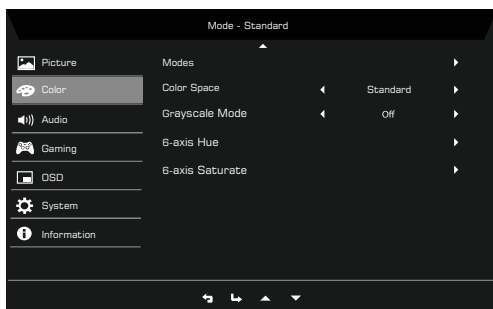 Mode - Standard
Picture
Color
Audio
Gaming
OSD
System
Information
Modes
Color Space Standard
Grayscale Mode Off
6-axis Hue
6-axis Saturate